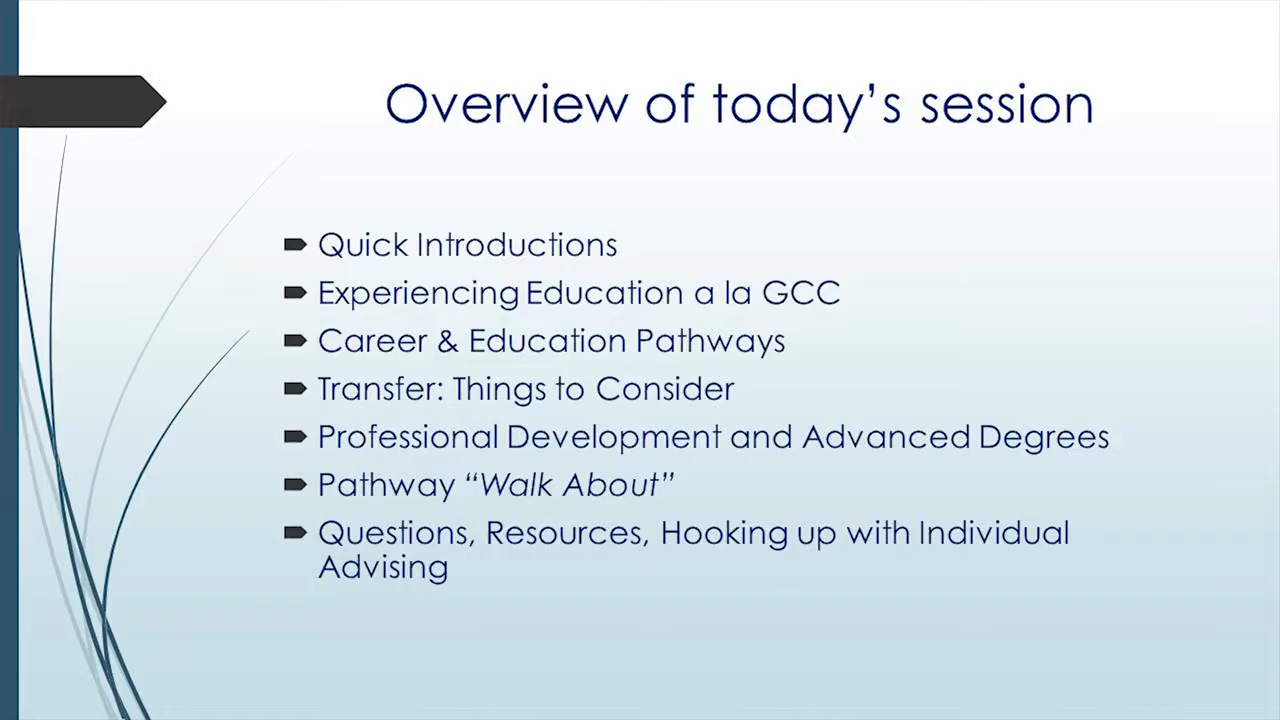 Overview of today’s session
Quick Introductions
Experiencing Education a la GCC
Career & Education Pathways
Transfer: Things to Consider
Professional Development and Advanced Degrees
Pathway “Walk About”
Questions, Resources, Hooking up with Individual
Advising